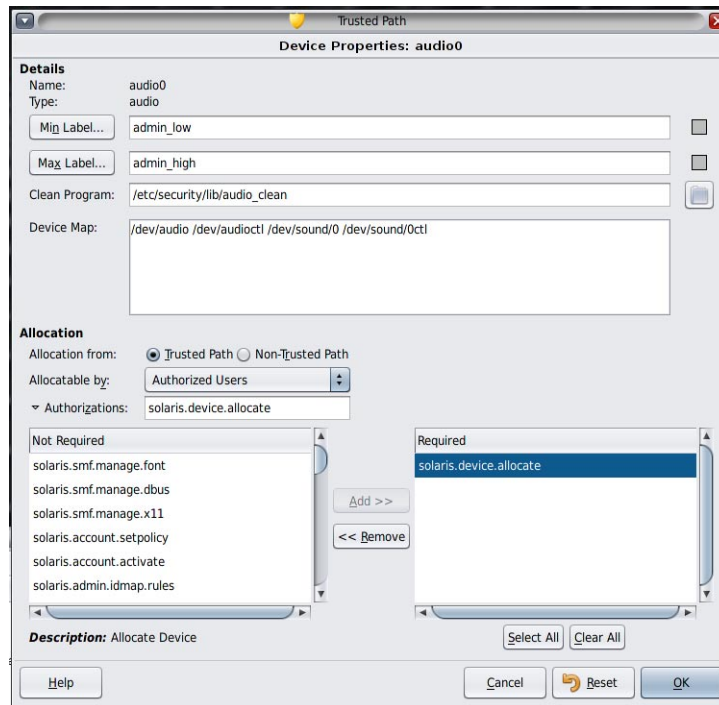 Trusted Path
Device Properties: audio0
Details
Name: audio0
Type: audio
Min Label... admin_low
Max Label... admin_high
Clean Program: /etc/security/lib/audio_clean
Device Map: /dev/audio /dev/audioctl /dev/sound/0 /dev/sound/0ctl
Allocation
Allocation from: Trusted Path Non-Trusted Path
Allocatable by: Authorized Users
Authorizations: solaris.device.allocate
Not Required Required
solaris.smf.manage.font solaris.device.allocate
solaris.smf.manage.dbus
solaris.smf.manage.x11 Add >>
solaris.account.setpolicy << Remove
solaris.account.activate
solaris.admin.idmap.rules
Description: Allocate Device Select All Clear All
Help Cancel Reset OK